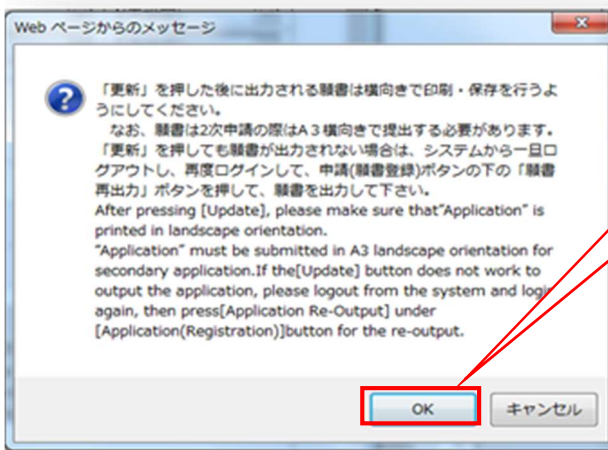 Web ページからのメッセージ
「更新」を押した後に出力される願書は横向きで印刷・保存を行うよ
うにしてください。
なお、願書は2次申請の際はA３横向きで提出する必要があります。
「更新」を押しても願書が出力されない場合は、システムから一旦ロ
グアウトし、再度ログインして、申請(願書登録)ボタンの下の「願書
再出力」ボタンを押して、願書を出力して下さい。
After pressing [Update], please make sure that"Application" is
printed in landscape orientation.
"Application" must be submitted in A3 landscape orientation for
secondary application.If the[Update] button does not work to
output the application, please logout from the system and login
again, then press[Application Re-Output] under
[Application(Registration)]button for the re-output.
OK
キャンセル